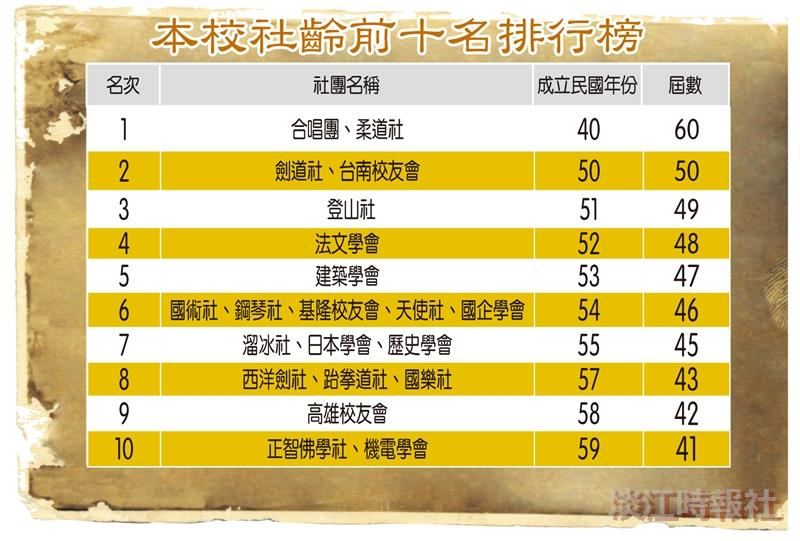 本校社齡前十名排行榜
名次 社團名稱 成立民國年份 屆數
1 合唱團、柔道社 40 60
2 劍道社、台南校友會 50 50
3 登山社 51 49
4 法文學會 52 48
5 建築學會 53 47
6 國術社、鋼琴社、基隆校友會、天使社、國企學會 54 46
7 溜冰社、日本學會、歷史學會 55 45
8 西洋劍社、跆拳道社、國樂社 57 43
9 高雄校友會 58 42
10 正智佛學社、機電學會 59 41
淡江時報社